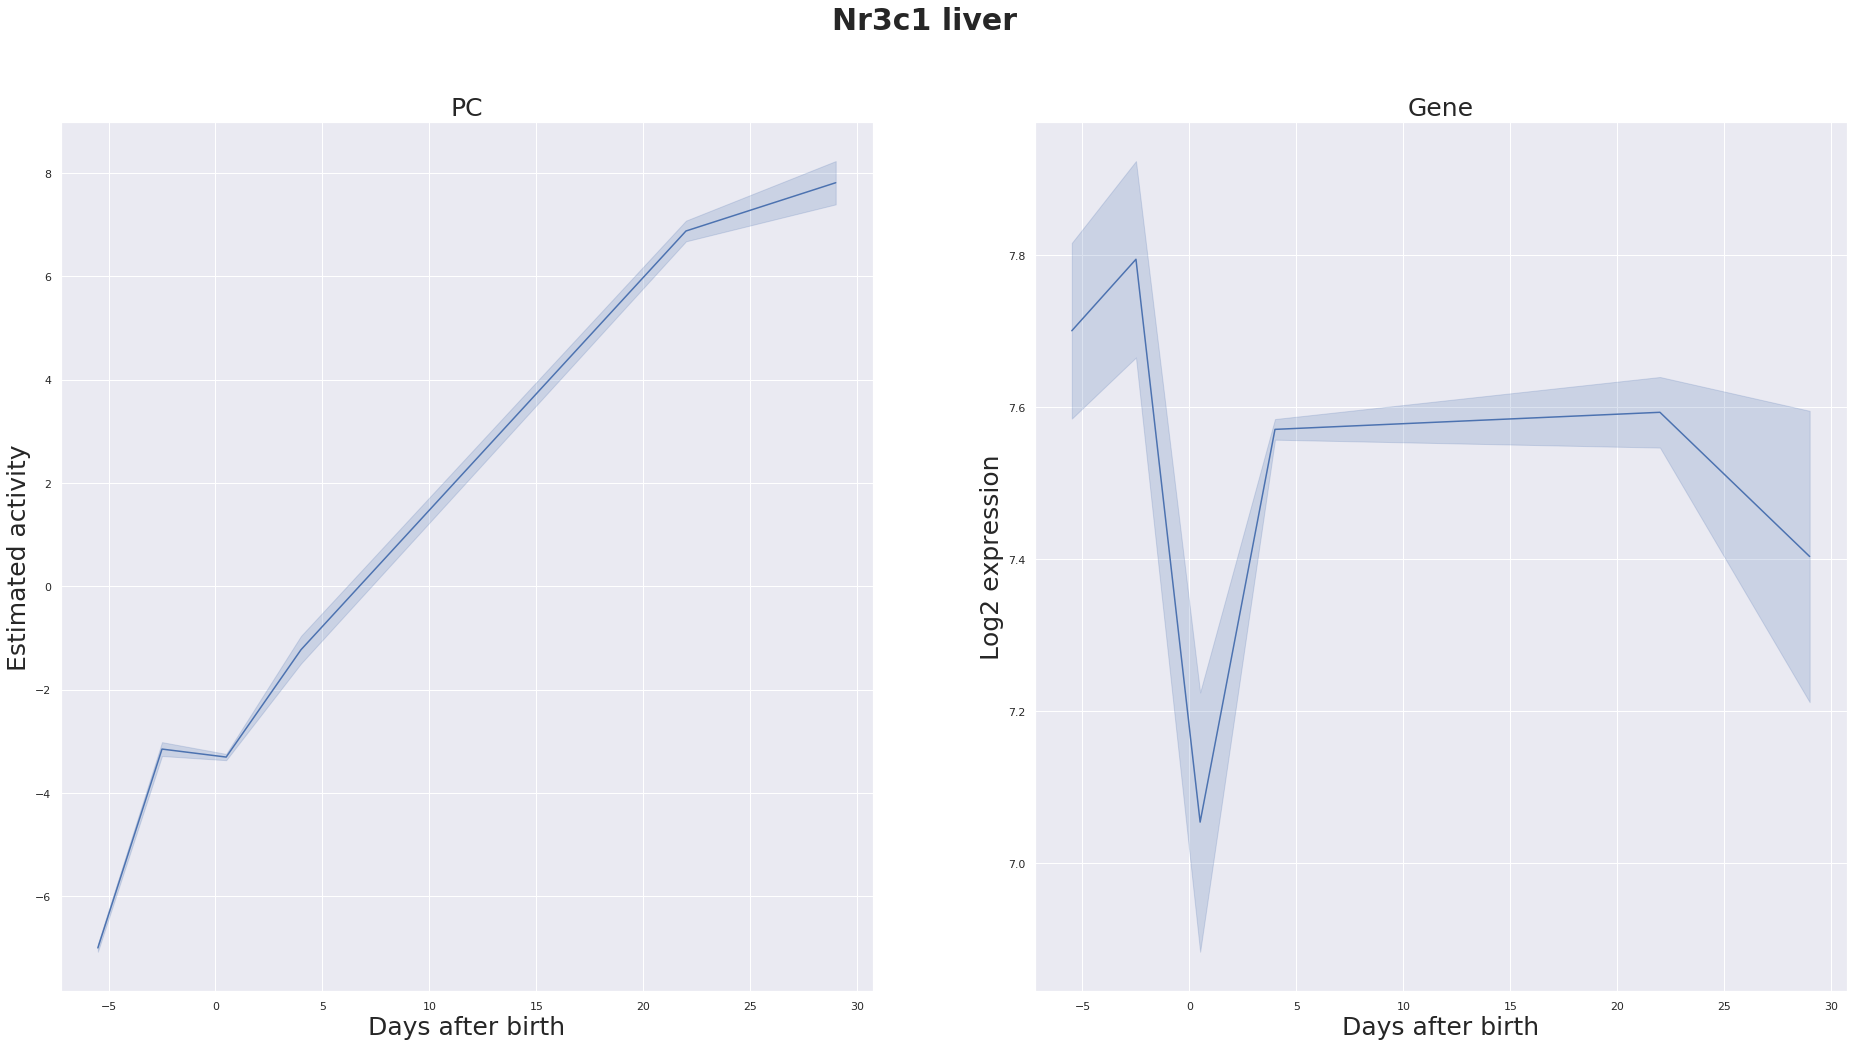 Nr3c1 liver
PC
Estimated activity
8
6
4
2
0
−2
−4
−6
−5 0 5 10 15 20 25 30
Days after birth
Gene
Log2 expression
7.8
7.6
7.4
7.2
7.0
−5 0 5 10 15 20 25 30
Days after birth